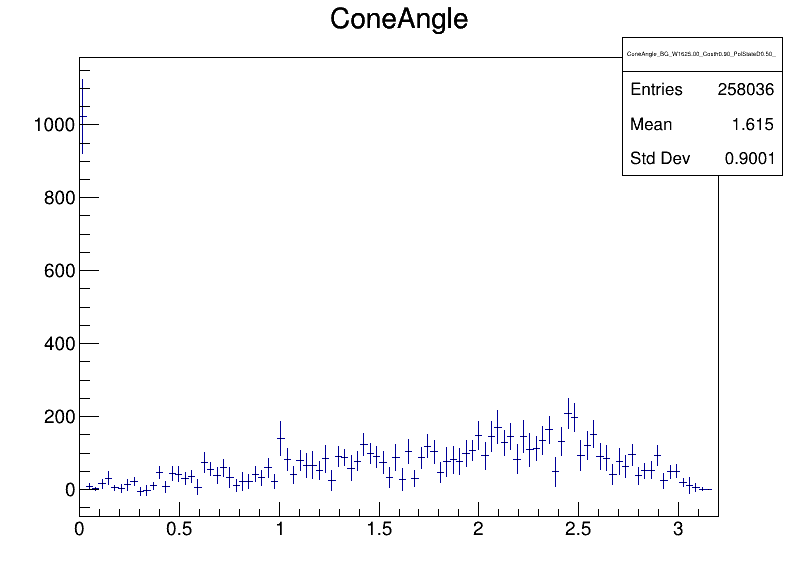 ConeAngle
ConeAngle_BG_W1625.00_Costh0.90_PolStateD0.50_
Entries 258036
Mean 1.615
Std Dev 0.9001
1000
800
600
400
200
0
0 0.5 1 1.5 2 2.5 3